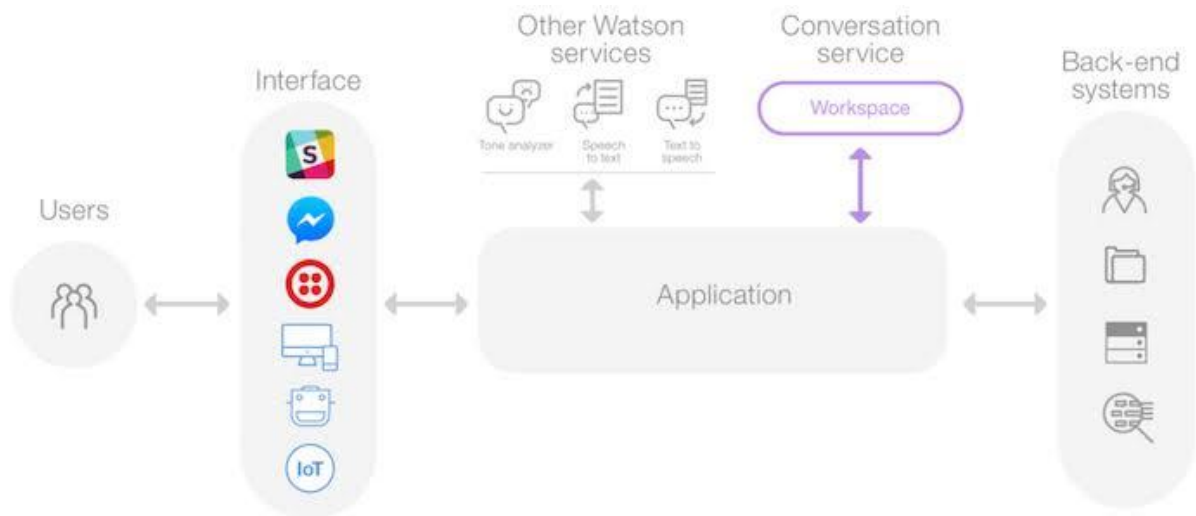 Other Watson
services
Conversation
service
Back-end
systems
Interface
Users
S
Tone analyzer
Speech
to text
Text to
speech
Workspace
Application
IoT